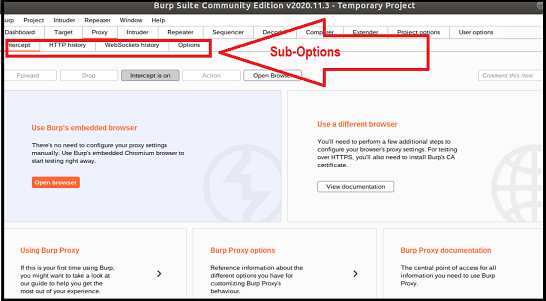 Burp Suite Community Edition v2020.11.3 - Temporary Project
Burp Project Intruder Repeater Window Help
Dashboard Target Proxy Intruder Repeater Sequencer Decoder Comparer Extender Project options User options
Intercept HTTP history WebSockets history Options
Sub-Options
Forward Drop Intercept is on Action Open Browser Comment this item
Use Burp's embedded browser
There's no need to configure your proxy settings
manually. Use Burp's embedded Chromium browser to
start testing right away.
Open browser
Use a different browser
You'll need to perform a few additional steps to
configure your browser's proxy settings. For testing
over HTTPS, you'll also need to install Burp's CA
certificate.
View documentation
Using Burp Proxy
If this is your first time using Burp,
you might want to take a look at
our guide to help you get the
most out of your experience.
Burp Proxy options
Reference information about the
different options you have for
customizing Burp Proxy's
behaviour.
Burp Proxy documentation
The central point of access for all
information you need to use Burp
Proxy.